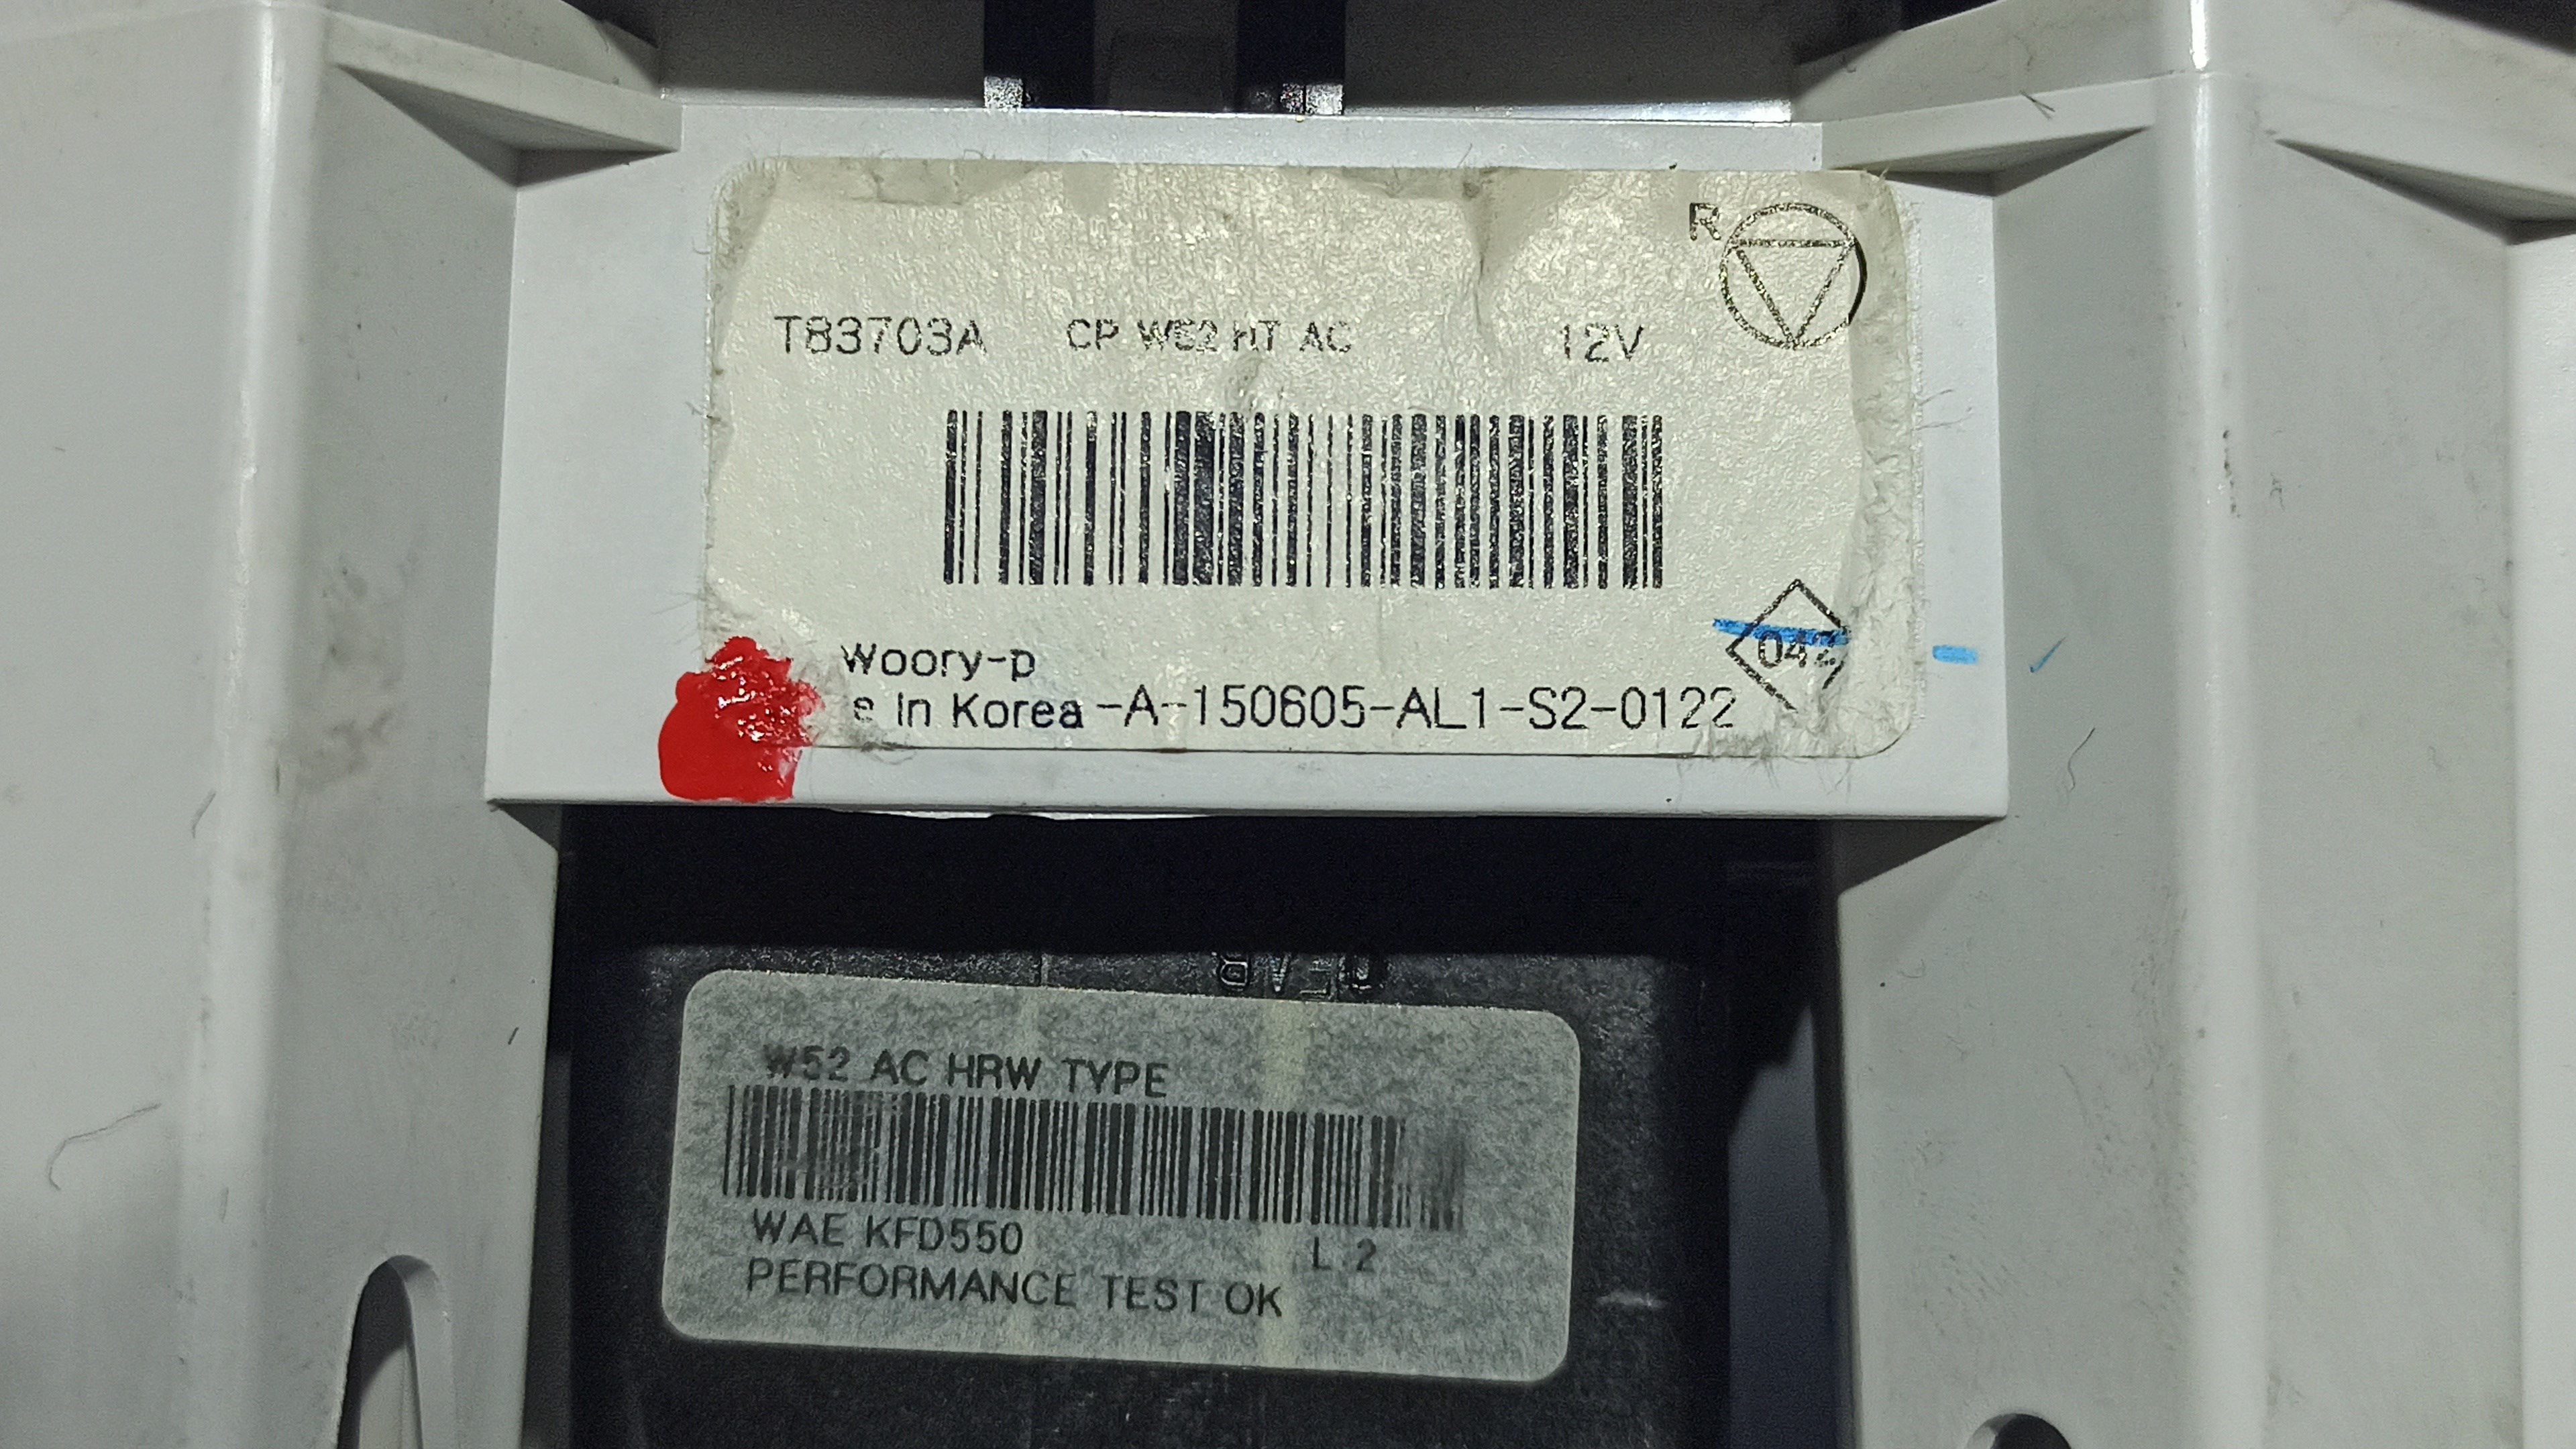 R
T83703A CP W52 HT AC 12V
Woory-p
e In Korea -A-150605-AL1-S2-0122
W52 AC HRW TYPE
WAE KFD550 L 2
PERFORMANCE TEST OK